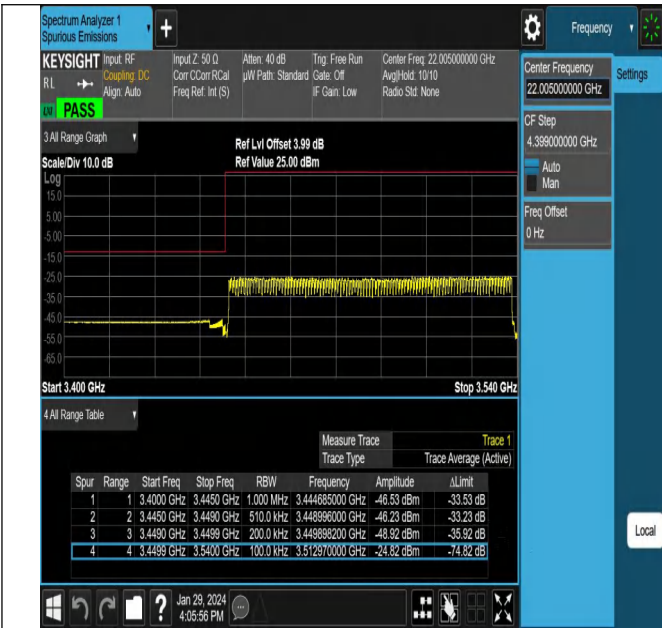 Spectrum Analyzer 1
Spurious Emissions
+
Frequency
KEYSIGHT Input: RF Input Z: 50 Ω Atten: 40 dB Trig: Free Run Center Freq: 22.005000000 GHz
RL Coupling: DC Corr CCorr RCal µW Path: Standard Gate: Off Avg|Hold: 10/10
Align: Auto Freq Ref: Int (S) IF Gain: Low Radio Std: None
PASS
Center Frequency
22.005000000 GHz
Settings
CF Step
4.399000000 GHz
Auto
Man
Freq Offset
0 Hz
3 All Range Graph
Ref Lvl Offset 3.99 dB
Scale/Div 10.0 dB Ref Value 25.00 dBm
Log
15.0
5.00
-5.00
-15.0
-25.0
-35.0
-45.0
-55.0
-65.0
Start 3.400 GHz Stop 3.540 GHz
4 All Range Table
Measure Trace Trace 1
Trace Type Trace Average (Active)
Spur Range Start Freq Stop Freq RBW Frequency Amplitude ΔLimit
1 1 3.4000 GHz 3.4450 GHz 1.000 MHz 3.444685000 GHz -46.53 dBm -33.53 dB
2 2 3.4450 GHz 3.4490 GHz 510.0 kHz 3.448996000 GHz -46.23 dBm -33.23 dB
3 3 3.4490 GHz 3.4499 GHz 200.0 kHz 3.449898200 GHz -48.92 dBm -35.92 dB
4 4 3.4499 GHz 3.5400 GHz 100.0 kHz 3.512970000 GHz -24.82 dBm -74.82 dB
Local
? Jan 29, 2024
4:05:56 PM